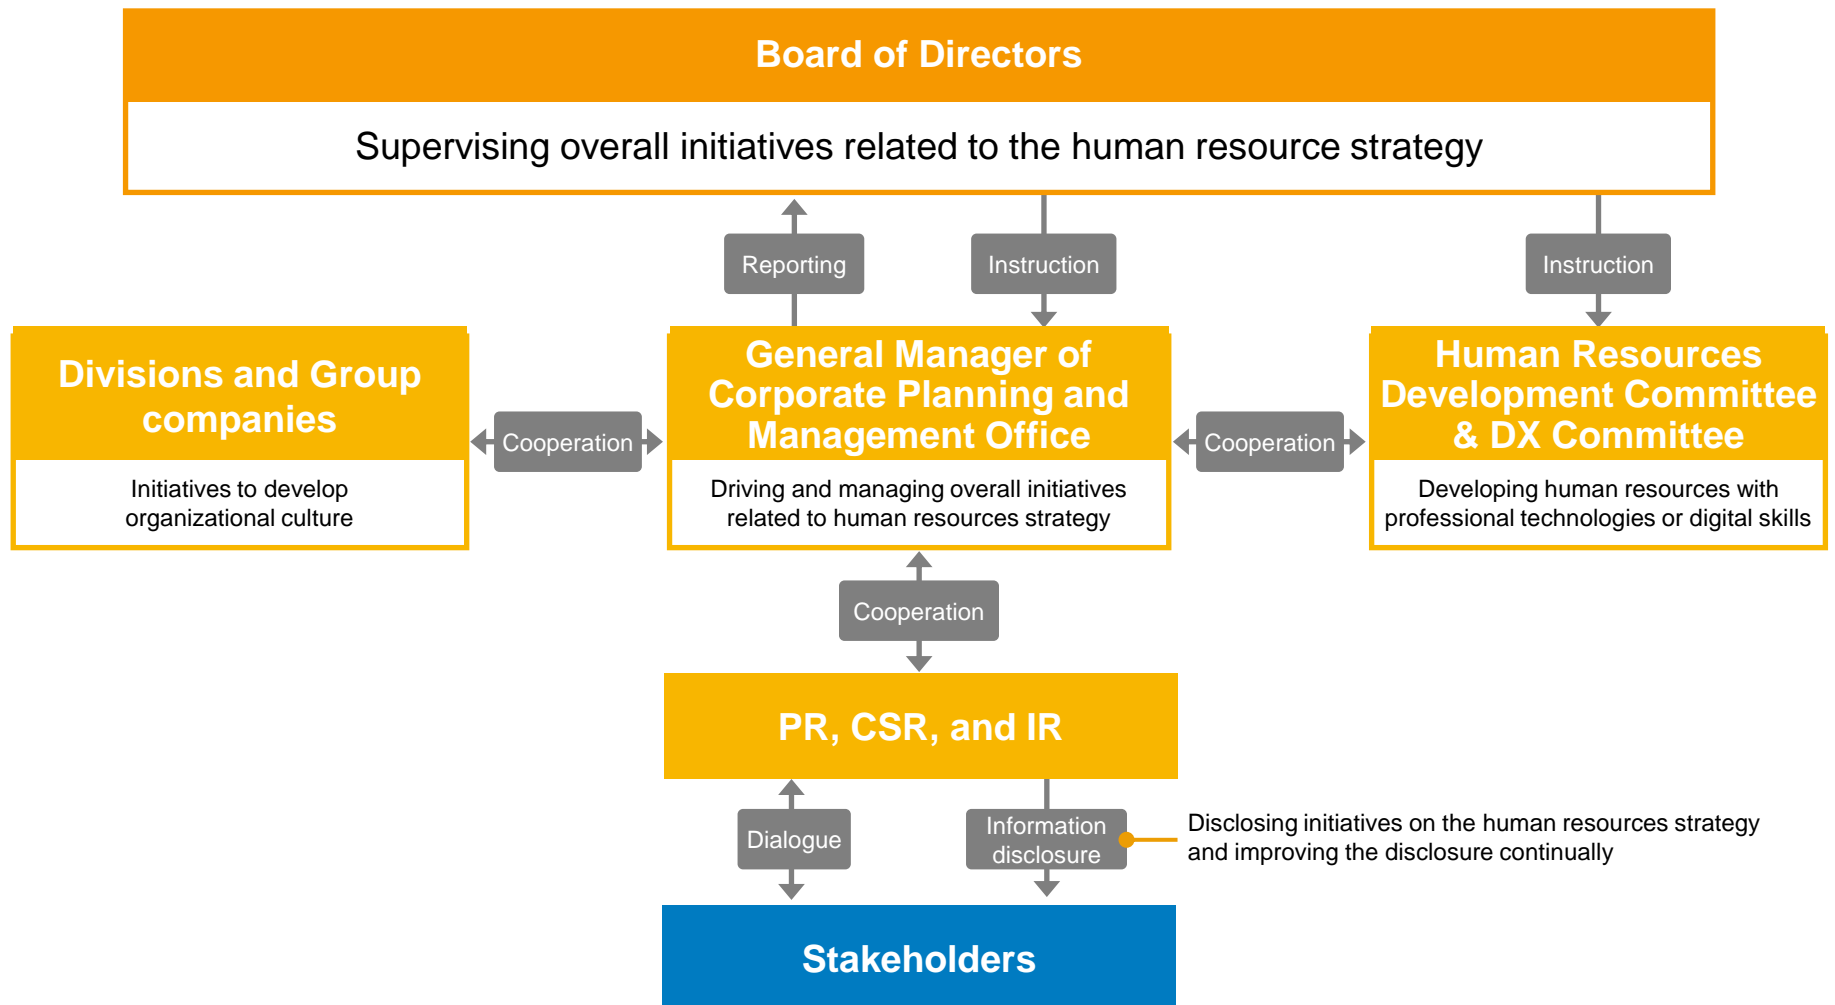 Board of Directors
Supervising overall initiatives related to the human resource strategy
Reporting
Instruction
Instruction
Divisions and Group
companies
Initiatives to develop
organizational culture
Cooperation
General Manager of
Corporate Planning and
Management Office
Driving and managing overall initiatives
related to human resources strategy
Cooperation
Human Resources
Development Committee
& DX Committee
Developing human resources with
professional technologies or digital skills
Cooperation
PR, CSR, and IR
Dialogue
Information
disclosure
Disclosing initiatives on the human resources strategy
and improving the disclosure continually
Stakeholders